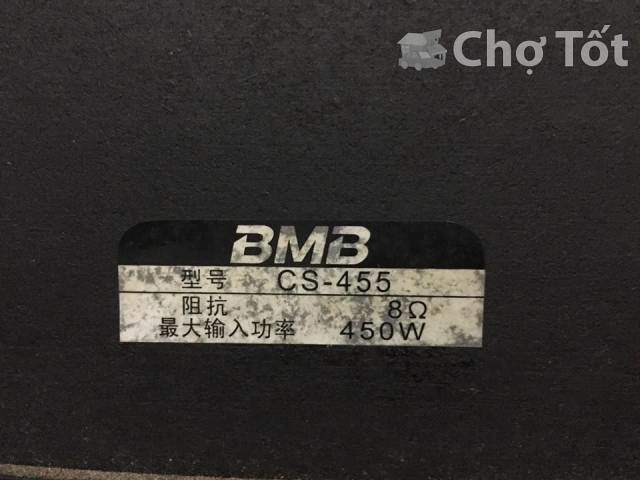 Chợ Tốt
BMB
型号 CS-455
阻抗 8Ω
最大输入功率 450W